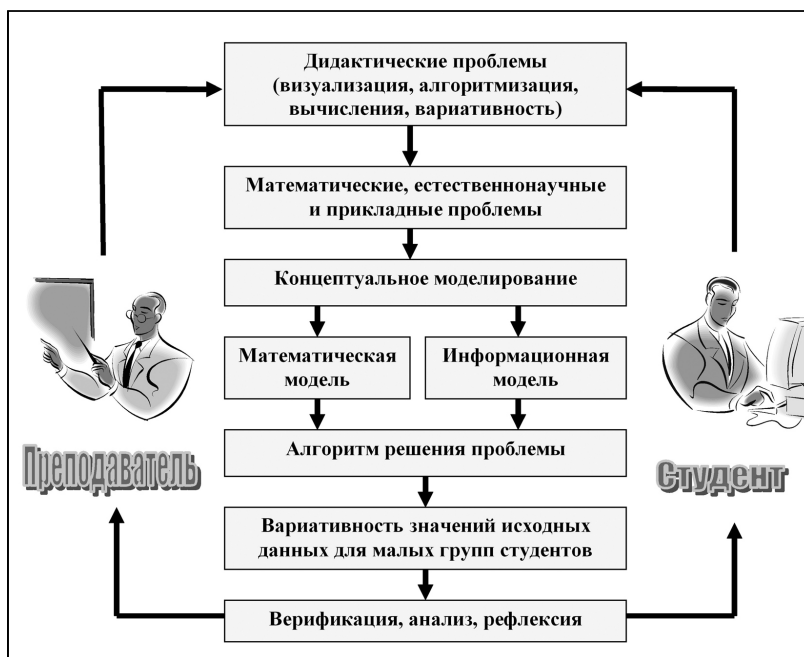 Дидактические проблемы
(визуализация, алгоритмизация,
вычисления, вариативность)
Математические, естественнонаучные
и прикладные проблемы
Концептуальное моделирование
Математическая
модель
Информационная
модель
Алгоритм решения проблемы
Преподаватель
Студент
Вариативность значений исходных
данных для малых групп студентов
Верификация, анализ, рефлексия